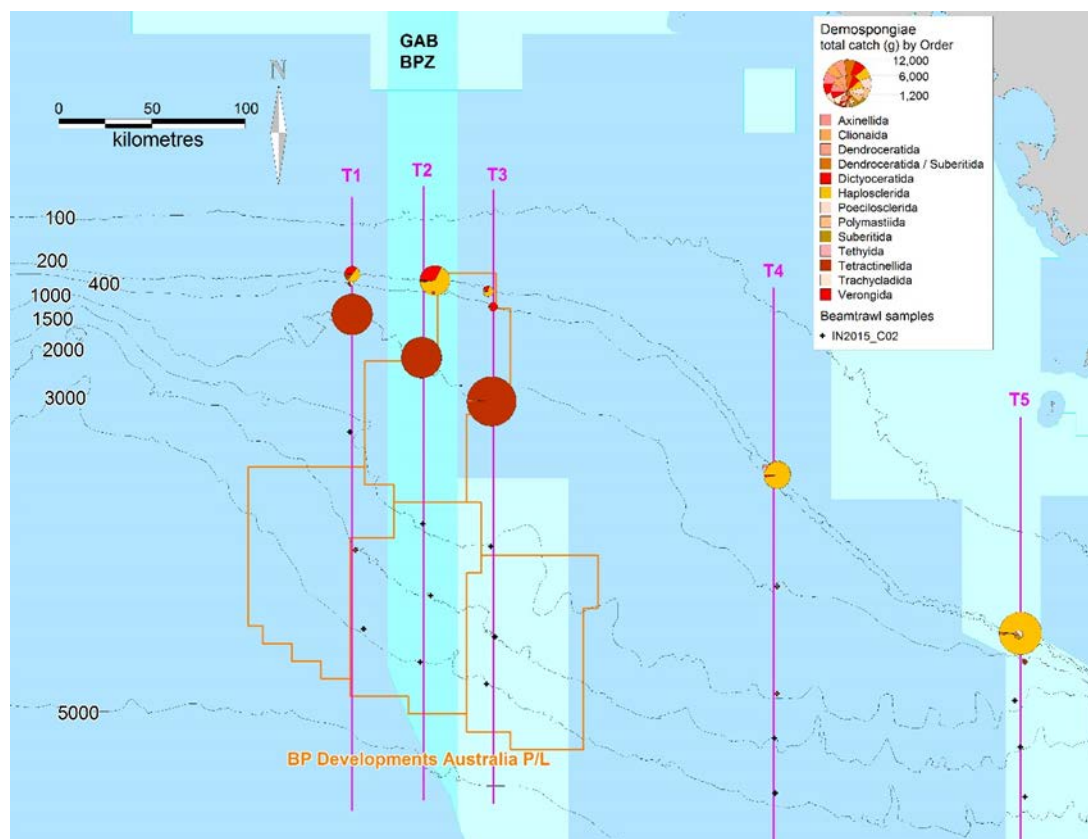 GAB
BPZ
N
0 50 100
kilometres
T1
T2
T3
T4
T5
100
200
400
1000
1500
2000
3000
5000
BP Developments Australia P/L
Demospongiae
total catch (g) by Order
12,000
6,000
1,200
Axinellida
Clionaida
Dendroceratida
Dendroceratida / Suberitida
Dictyoceratida
Haplosclerida
Poecilosclerida
Polymastiida
Suberitida
Tethyida
Tetractinellida
Trachycladida
Verongida
Beamtrawl samples
IN2015_C02